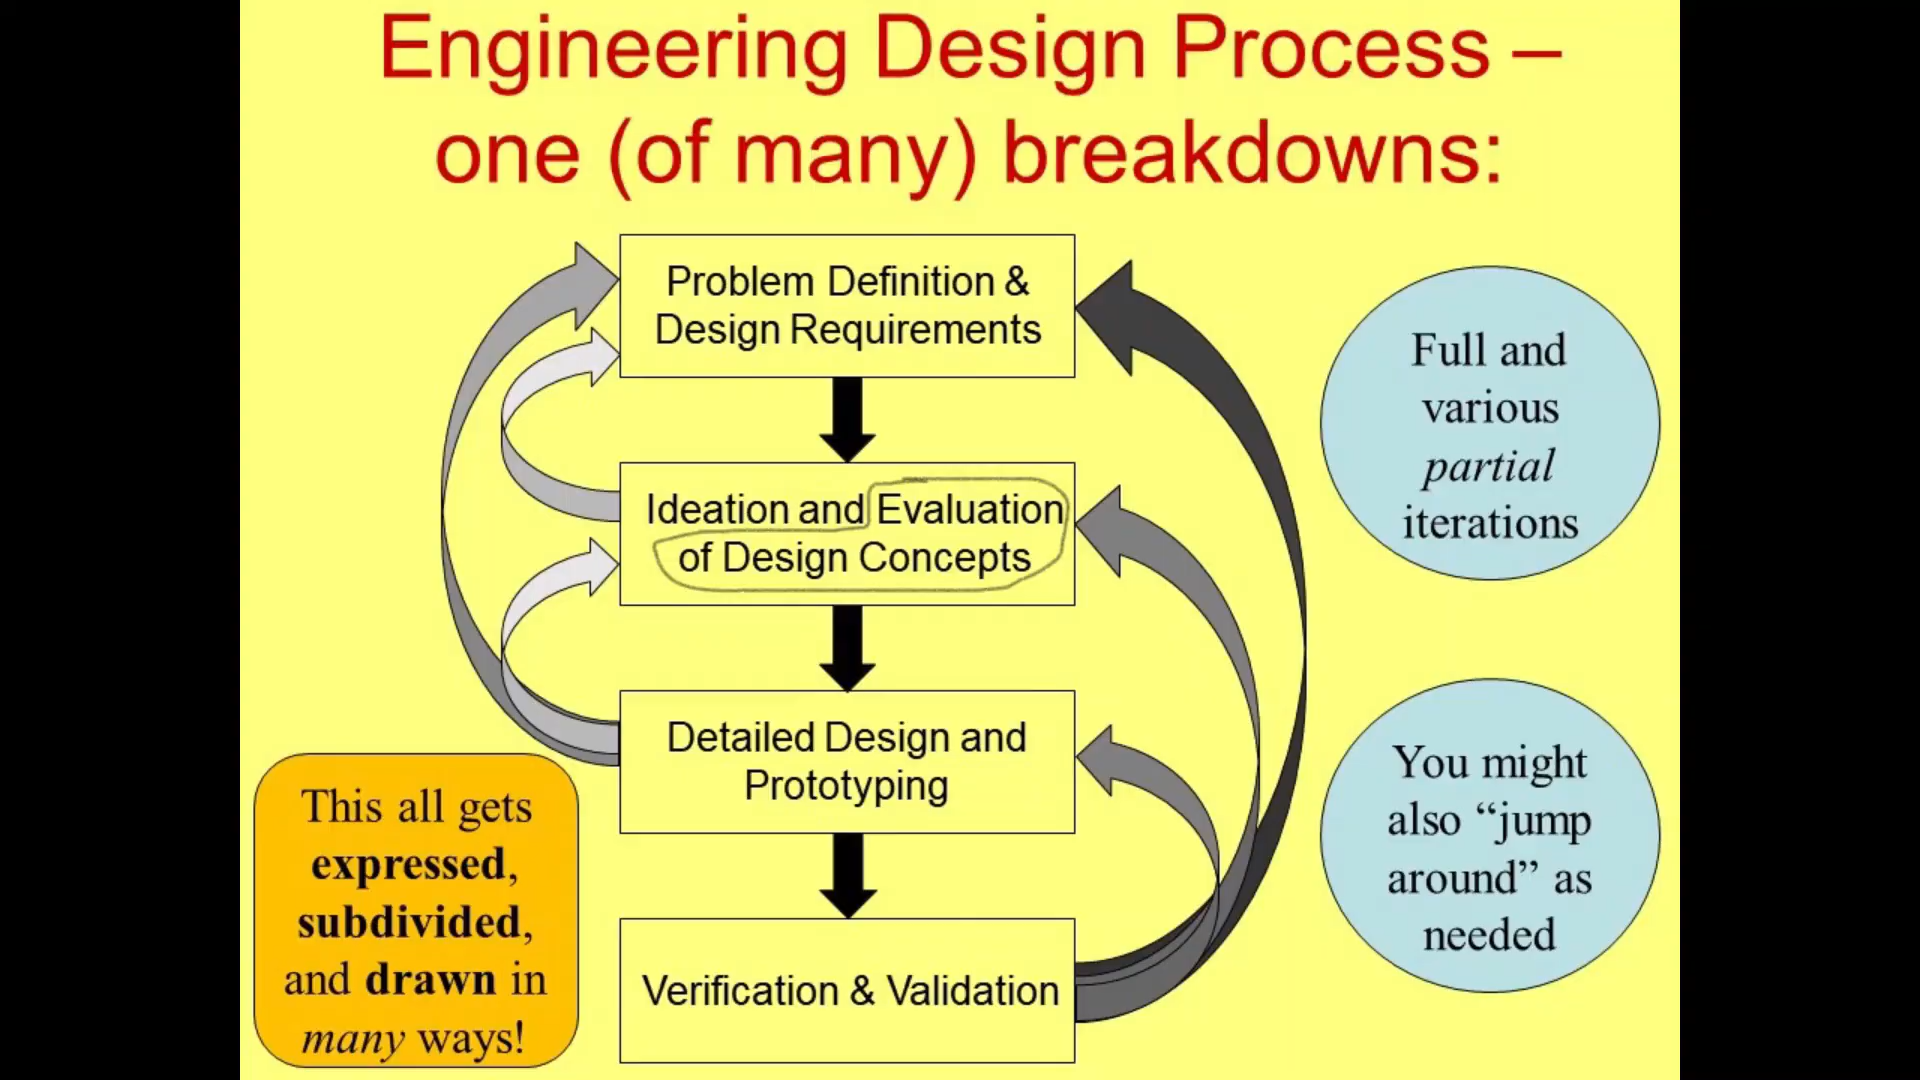 Engineering Design Process –
one (of many) breakdowns:
Problem Definition &
Design Requirements
Ideation and Evaluation
of Design Concepts
Detailed Design and
Prototyping
Verification & Validation
Full and
various
partial
iterations
You might
also “jump
around” as
needed
This all gets
expressed,
subdivided,
and drawn in
many ways!